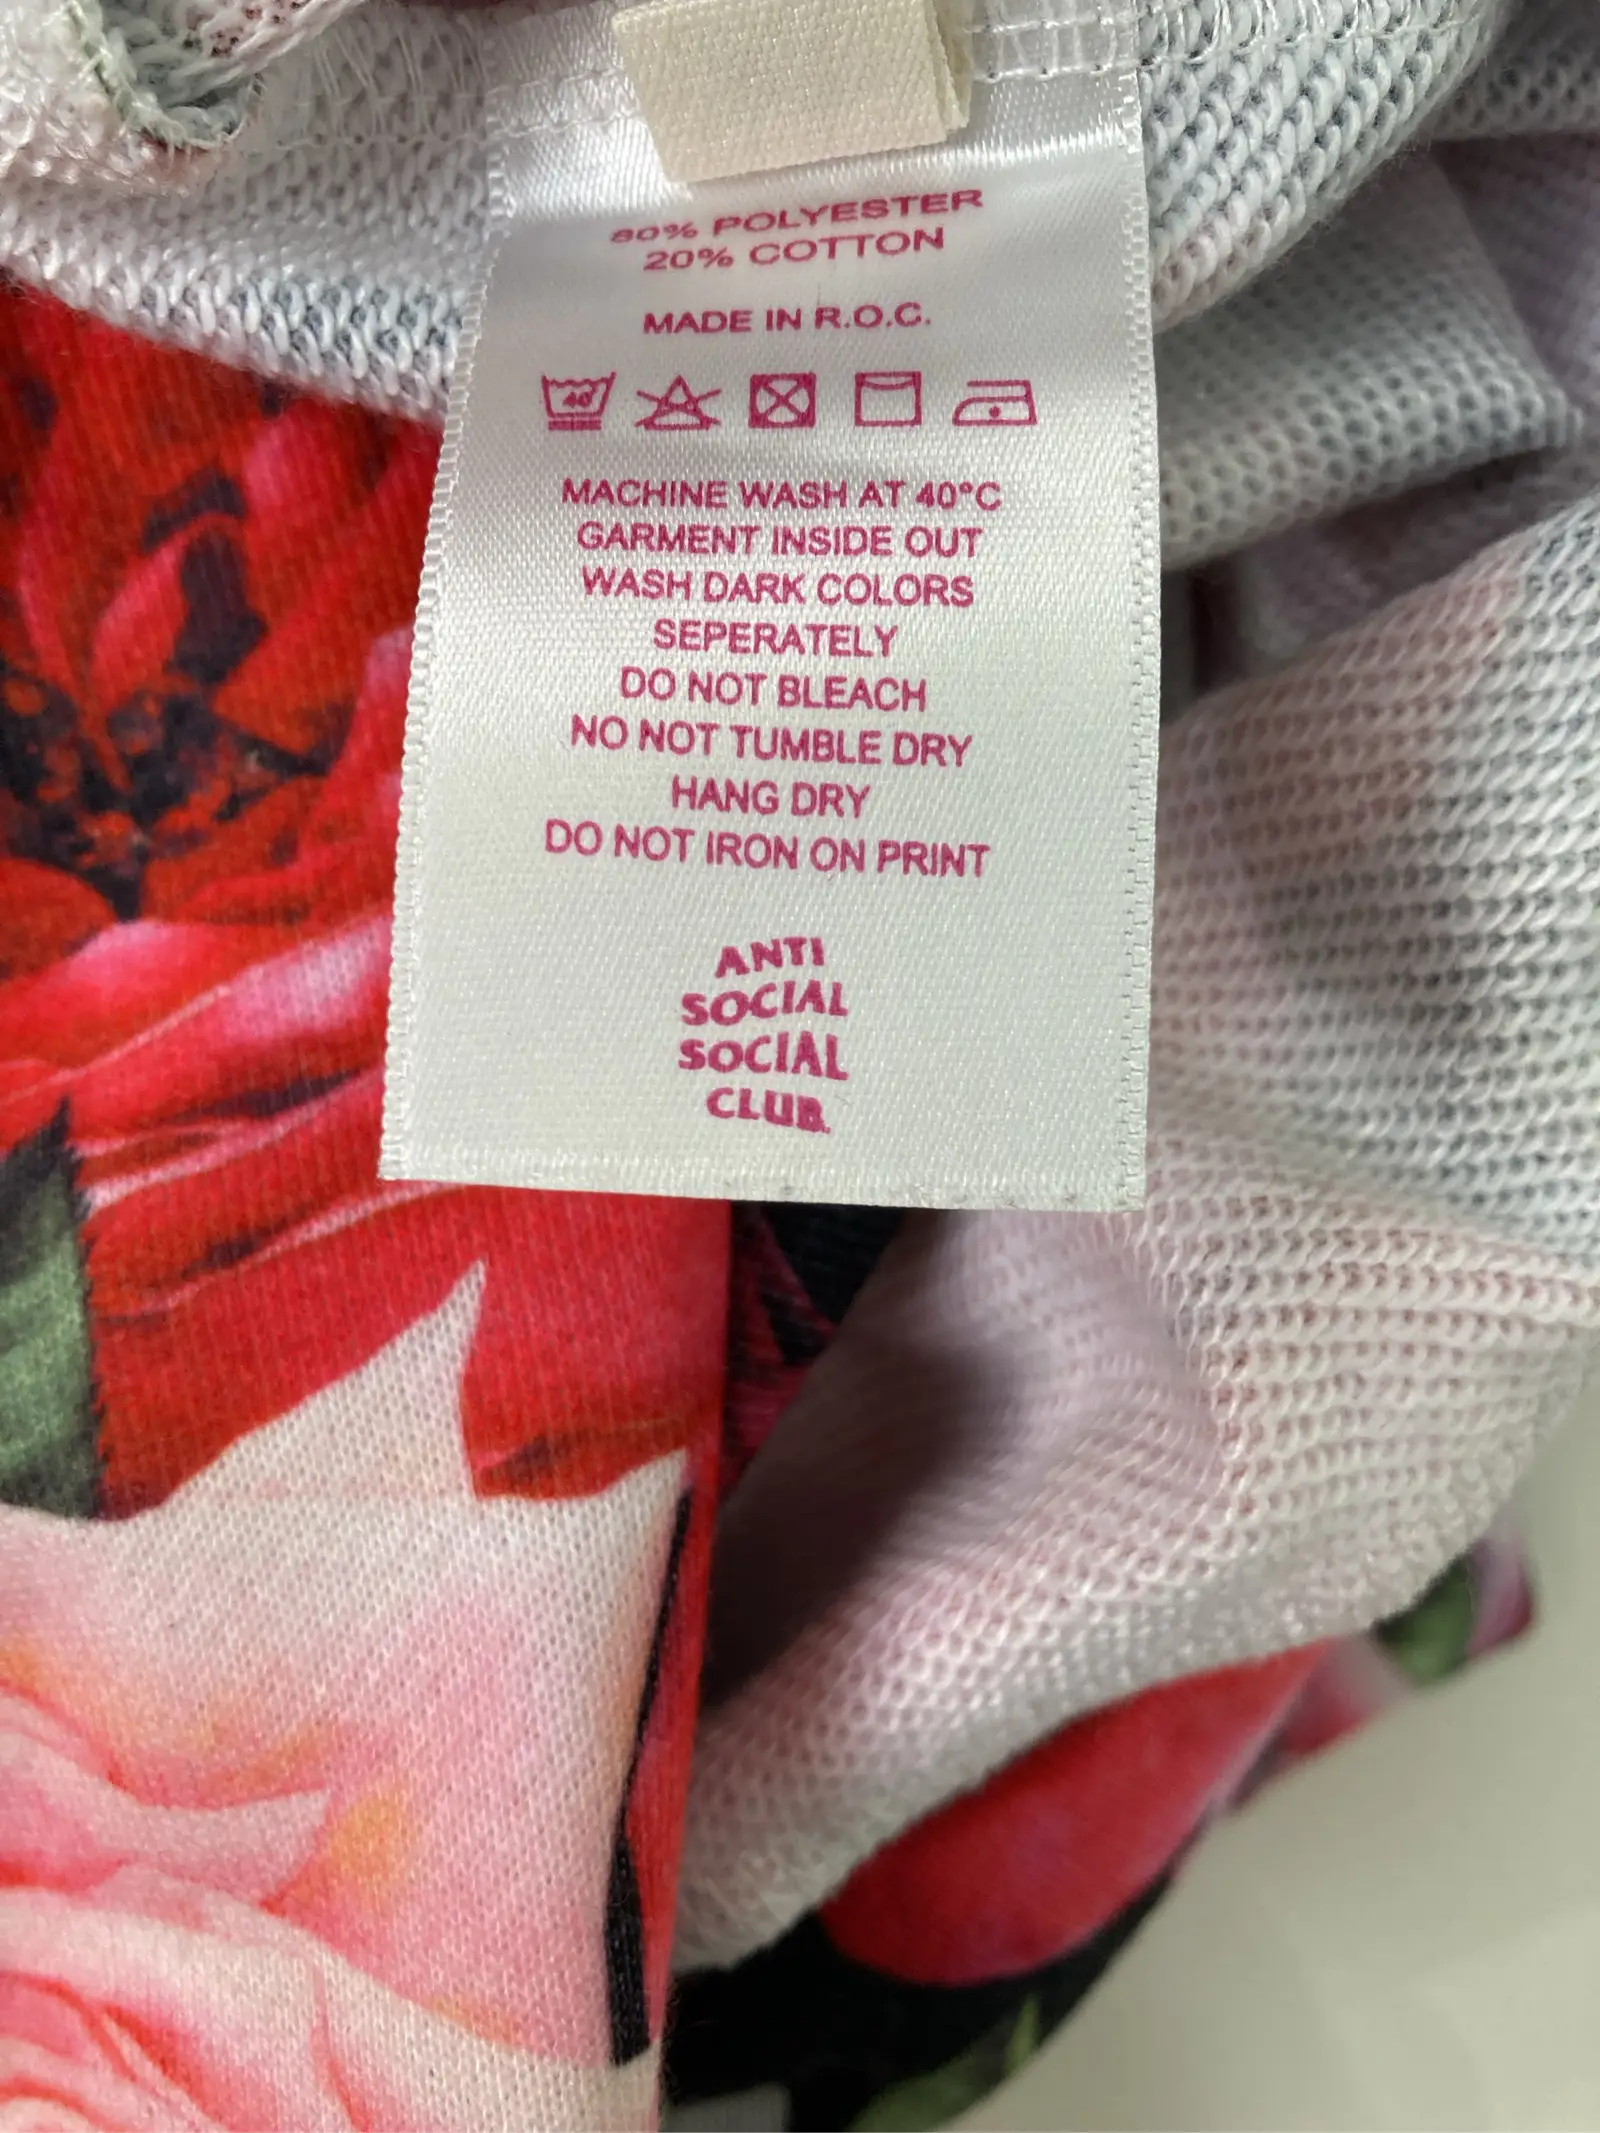 80% POLYESTER
20% COTTON
MADE IN R.O.C.
40°
MACHINE WASH AT 40°C
GARMENT INSIDE OUT
WASH DARK COLORS
SEPERATELY
DO NOT BLEACH
NO NOT TUMBLE DRY
HANG DRY
DO NOT IRON ON PRINT
ANTI
SOCIAL
SOCIAL
CLUB.